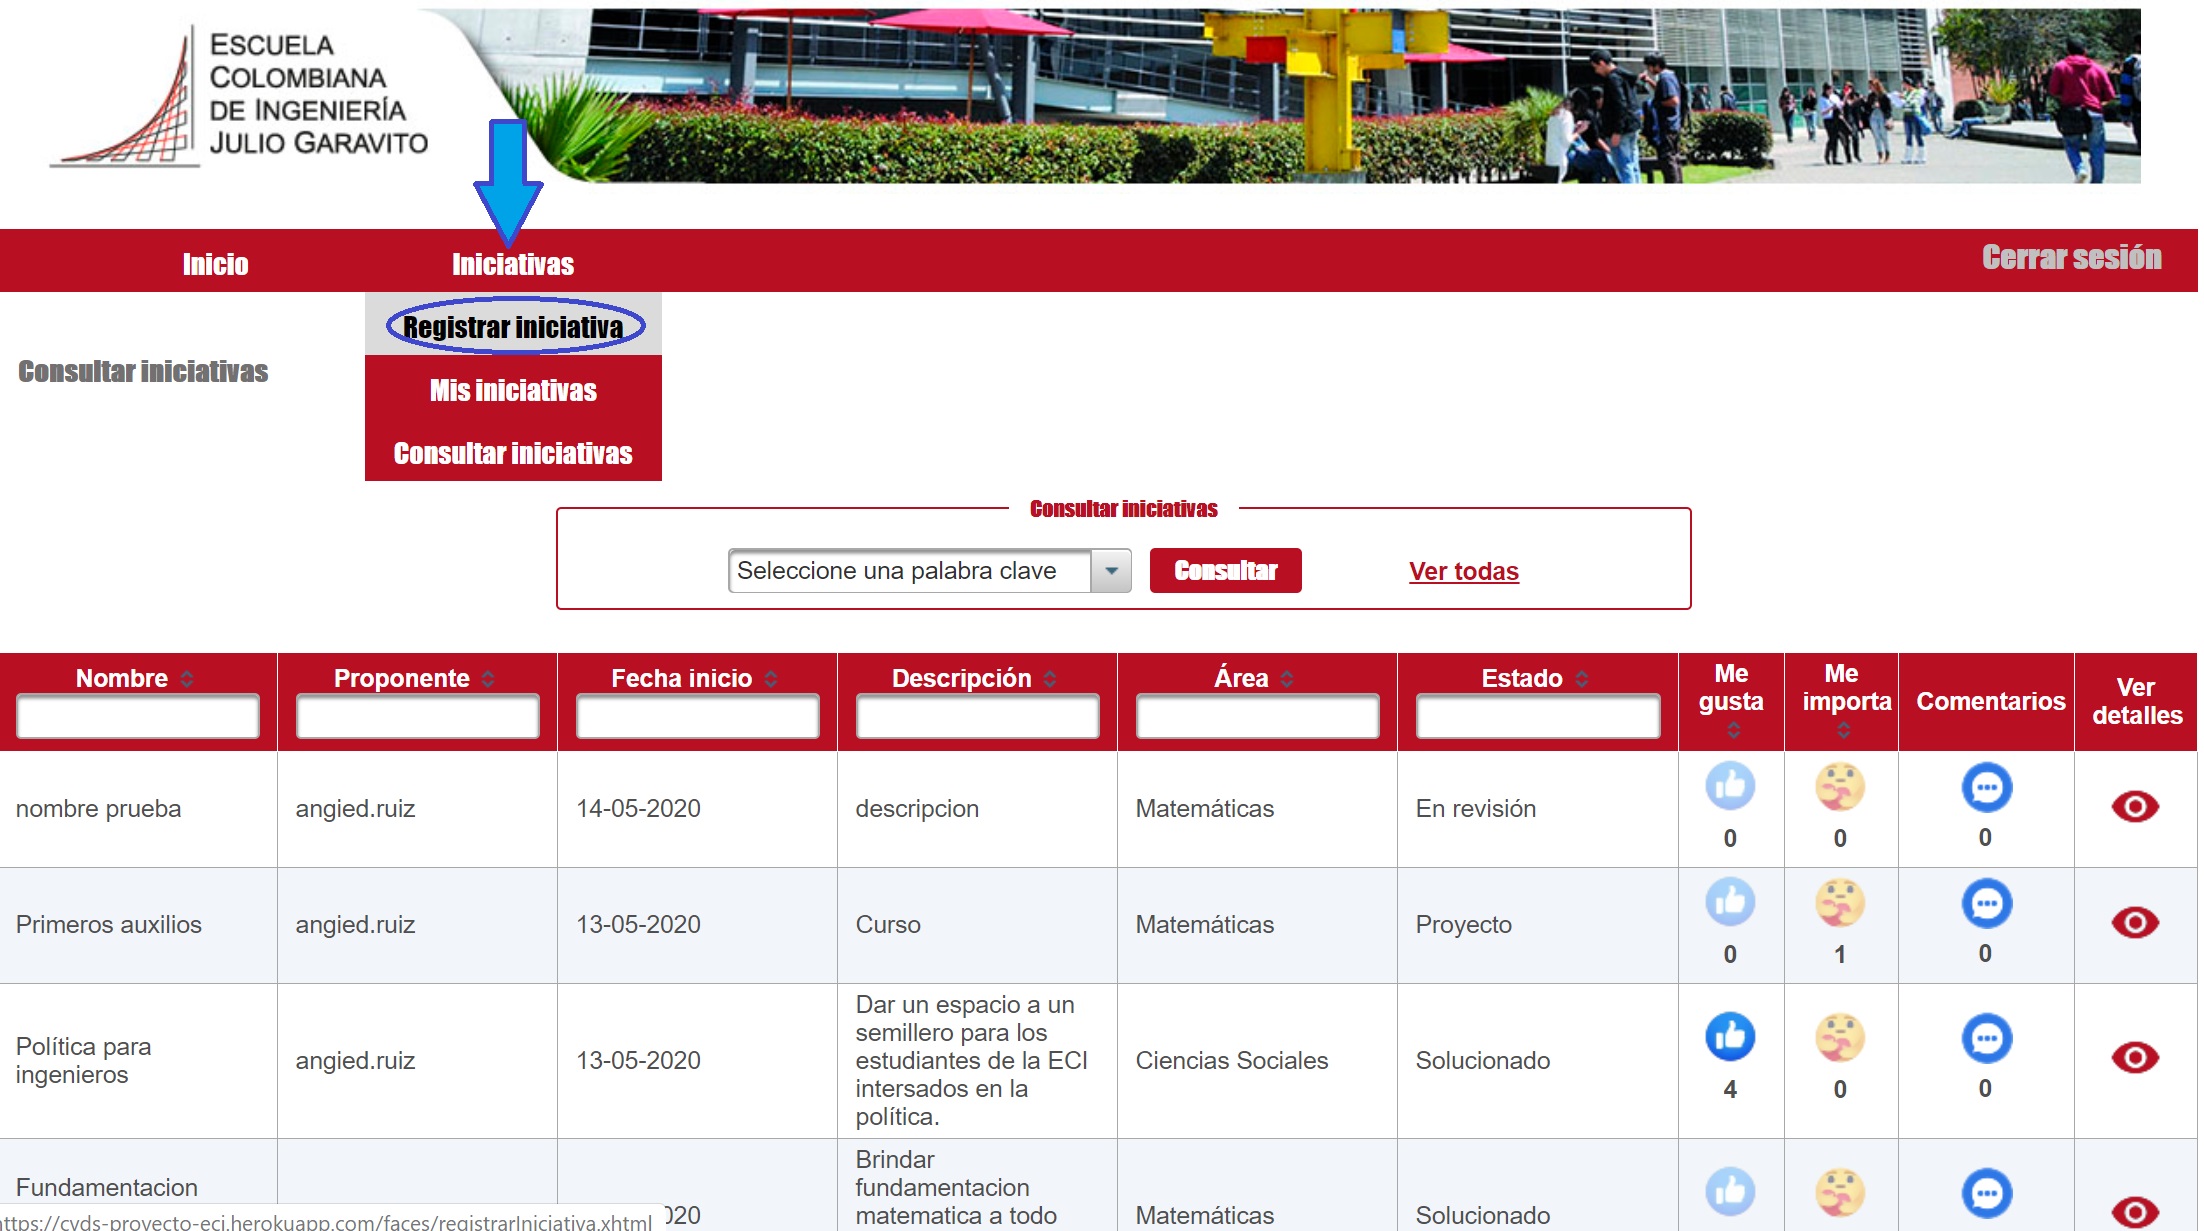 ESCUELA
COLOMBIANA
DE INGENIERÍA
JULIO GARAVITO
Inicio
Iniciativas
Cerrar sesión
Registrar iniciativa
Mis iniciativas
Consultar iniciativas
Consultar iniciativas
Consultar iniciativas
Seleccione una palabra clave
Consultar
Ver todas
Nombre
Proponente
Fecha inicio
Descripción
Área
Estado
Me
gusta
Me
importa
Comentarios
Ver
detalles
nombre prueba
angied.ruiz
14-05-2020
descripcion
Matemáticas
En revisión
0
0
0
Primeros auxilios
angied.ruiz
13-05-2020
Curso
Matemáticas
Proyecto
0
1
0
Política para
ingenieros
angied.ruiz
13-05-2020
Dar un espacio a un
semillero para los
estudiantes de la ECI
intersados en la
política.
Ciencias Sociales
Solucionado
4
0
0
Fundamentacion
020
Brindar
fundamentacion
matematica a todo
Matemáticas
Solucionado
https://cvds-proyecto-eci.herokuapp.com/faces/registrarIniciativa.xhtml